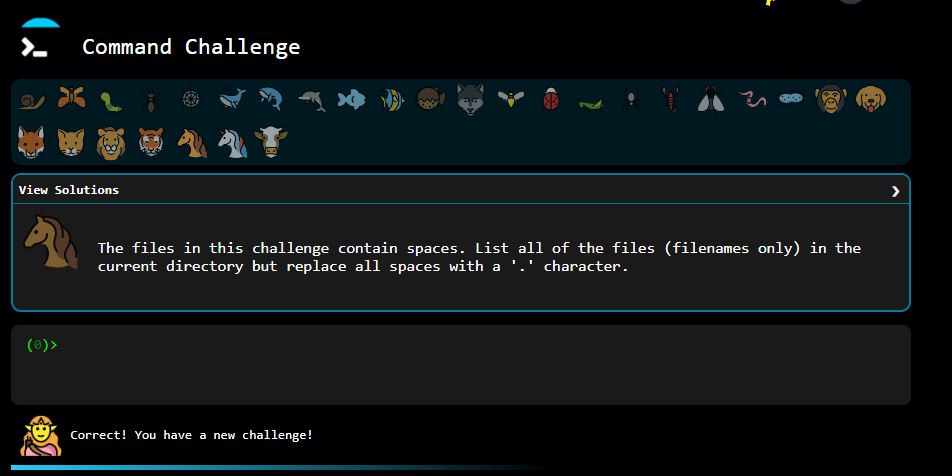 Command Challenge
View Solutions
The files in this challenge contain spaces. List all of the files (filenames only) in the
current directory but replace all spaces with a '.' character.
(0)>
Correct! You have a new challenge!